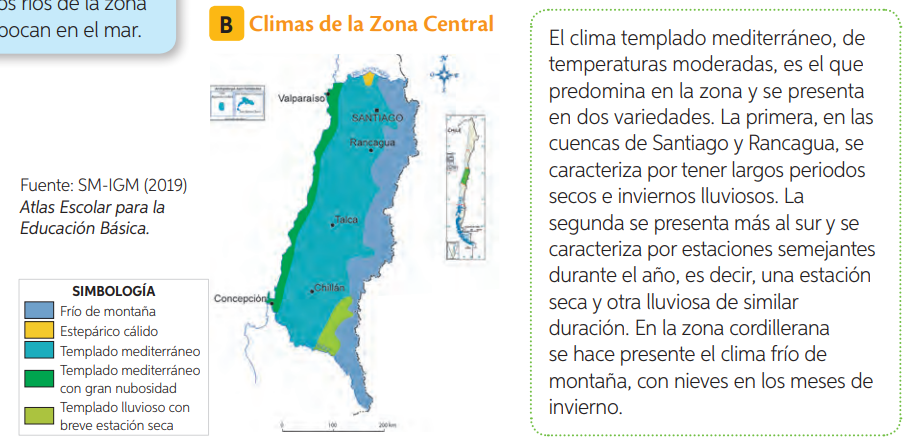 os ríos de la zona
bocan en el mar.
B Climas de la Zona Central
Valparaíso
SANTIAGO
Rancagua
Talca
Chillán
Concepción
CHILE
0 100 200 km
Fuente: SM-IGM (2019)
Atlas Escolar para la
Educación Básica.
SIMBOLOGÍA
Frío de montaña
Estepárico cálido
Templado mediterráneo
Templado mediterráneo
con gran nubosidad
Templado lluvioso con
breve estación seca
El clima templado mediterráneo, de
temperaturas moderadas, es el que
predomina en la zona y se presenta
en dos variedades. La primera, en las
cuencas de Santiago y Rancagua, se
caracteriza por tener largos periodos
secos e inviernos lluviosos. La
segunda se presenta más al sur y se
caracteriza por estaciones semejantes
durante el año, es decir, una estación
seca y otra lluviosa de similar
duración. En la zona cordillerana
se hace presente el clima frío de
montaña, con nieves en los meses de
invierno.